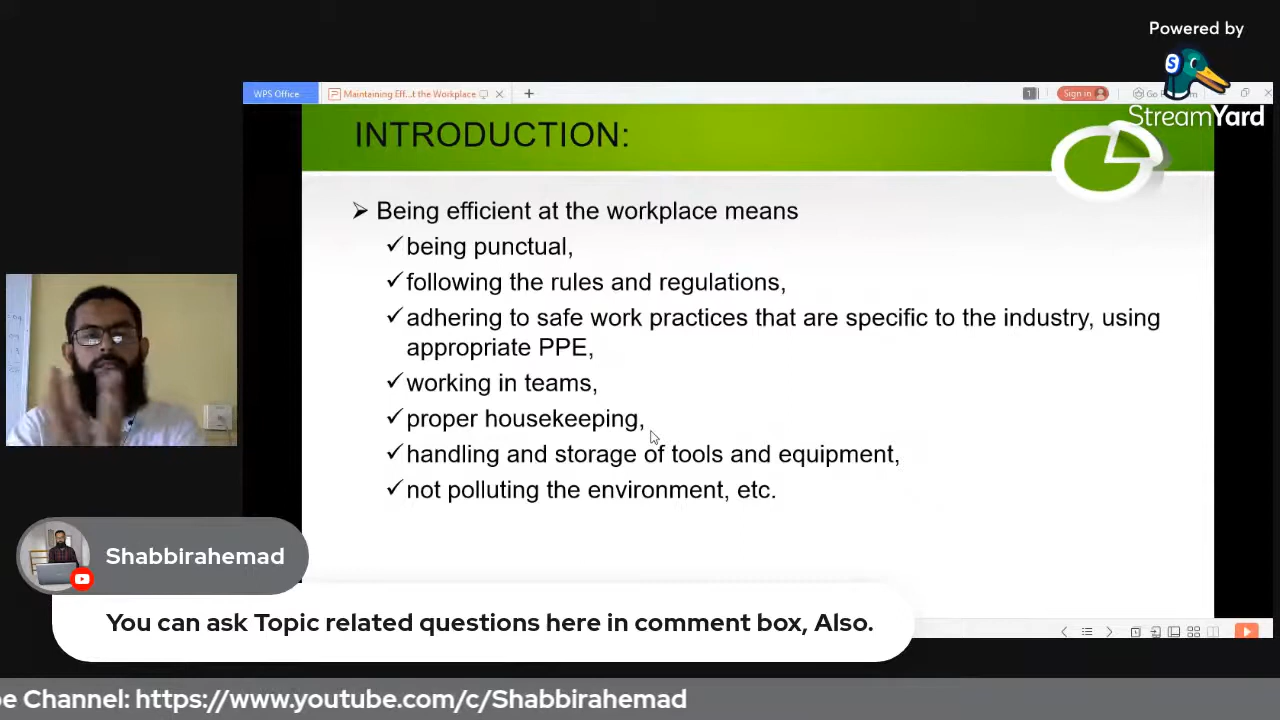 Powered by
StreamYard
WPS Office
Maintaining Eff...t the Workplace
1
Sign in
Go
INTRODUCTION:
Being efficient at the workplace means
being punctual,
following the rules and regulations,
adhering to safe work practices that are specific to the industry, using
appropriate PPE,
working in teams,
proper housekeeping,
handling and storage of tools and equipment,
not polluting the environment, etc.
Shabbirahemad
You can ask Topic related questions here in comment box, Also.
e Channel: https://www.youtube.com/c/Shabbirahemad